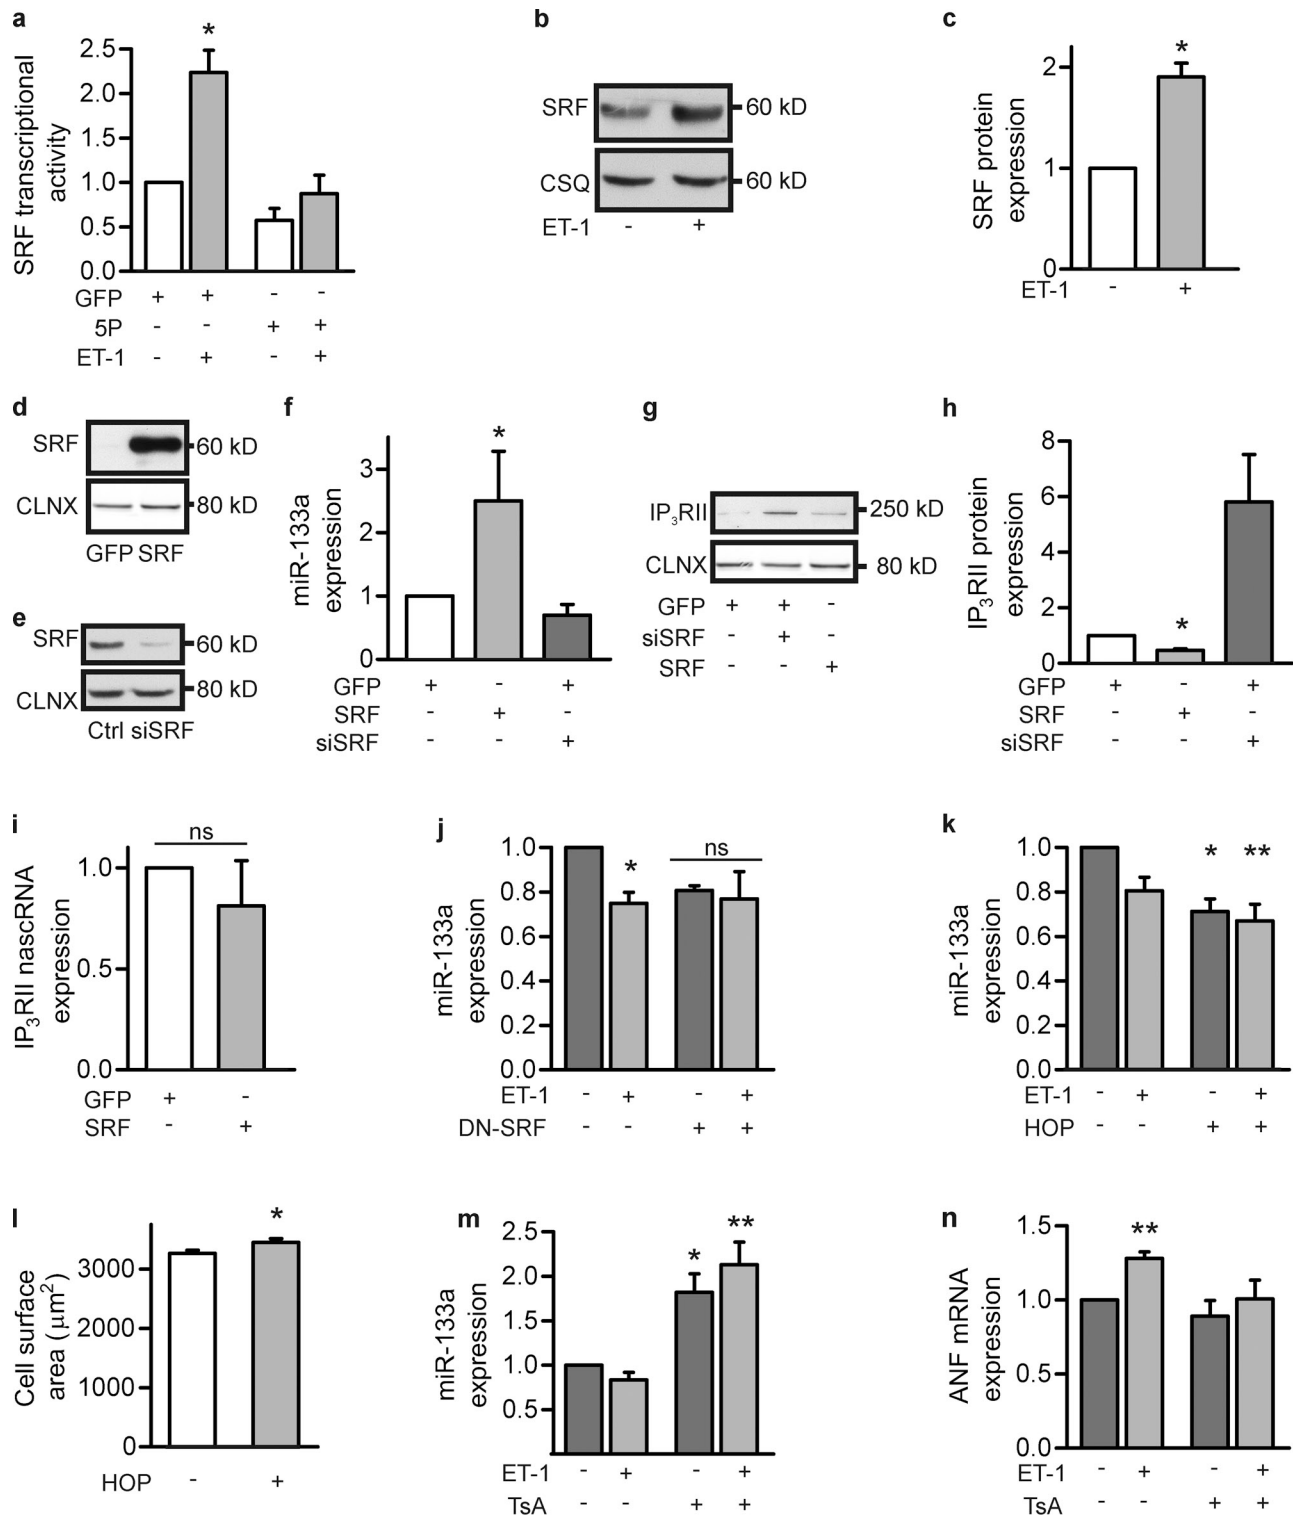 a
SRF transcriptional
activity
2.5
2.0
1.5
1.0
0.5
0.0
*
GFP + + - -
5P - - + +
ET-1 - + - +
b
SRF 60 kD
CSQ 60 kD
ET-1 - +
c
SRF protein
expression
2
1
0
*
ET-1 - +
d
SRF 60 kD
CLNX 80 kD
GFP SRF
e
SRF 60 kD
CLNX 80 kD
Ctrl siSRF
f
miR-133a
expression
3
2
1
0
*
GFP + - +
SRF - + -
siSRF - - +
g
IP3RII 250 kD
CLNX 80 kD
GFP + + -
siSRF - + -
SRF - - +
h
IP3RII protein
expression
8
6
4
2
0
*
GFP + - +
SRF - + -
siSRF - - +
i
IP3RII nascRNA
expression
1.0
0.5
0.0
ns
GFP + -
SRF - +
j
miR-133a
expression
1.0
0.8
0.6
0.4
0.2
0.0
*
ns
ET-1 - + - +
DN-SRF - - + +
k
miR-133a
expression
1.0
0.8
0.6
0.4
0.2
0.0
* **
ET-1 - + - +
HOP - - + +
l
Cell surface
area (μm2)
3000
2000
1000
0
*
HOP - +
m
miR-133a
expression
2.5
2.0
1.5
1.0
0.5
* **
ET-1 - + - +
TsA - - + +
n
ANF mRNA
expression
1.5
1.0
0.5
0.0
**
ET-1 - + - +
TsA - - + +